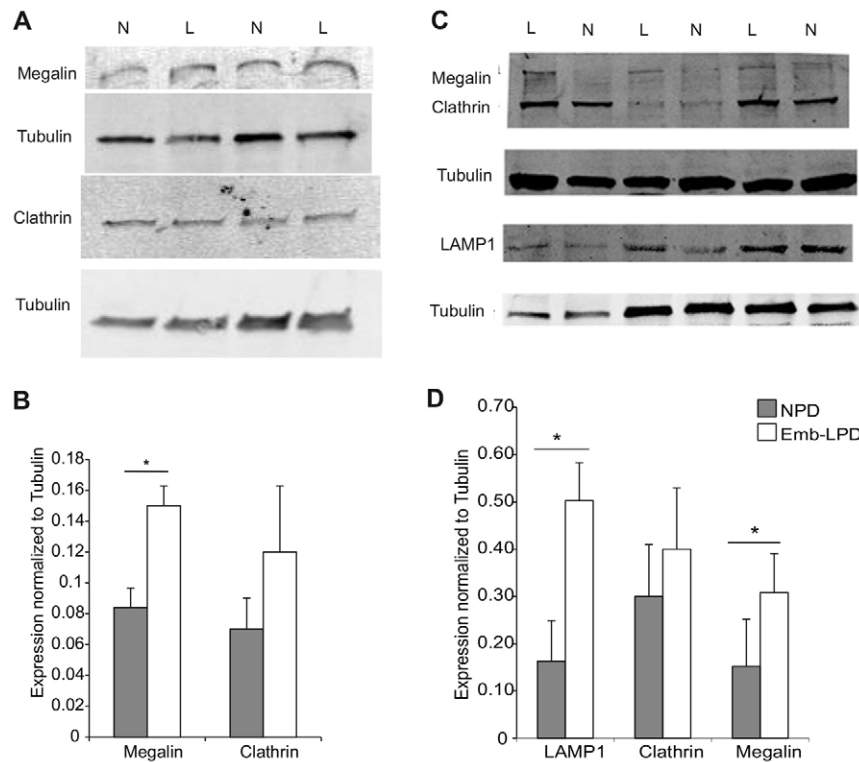 A
N L N L
Megalin
Tubulin
Clathrin
Tubulin
B
Expression normalized to Tubulin
0.18
0.16
0.14
0.12
0.1
0.08
0.06
0.04
0.02
0
*
Megalin Clathrin
C
L N L N L N
Megalin
Clathrin
Tubulin
LAMP1
Tubulin
D
Expression normalized to Tubulin
0.70
0.60
0.50
0.40
0.30
0.20
0.10
* *
NPD
Emb-LPD
LAMP1 Clathrin Megalin